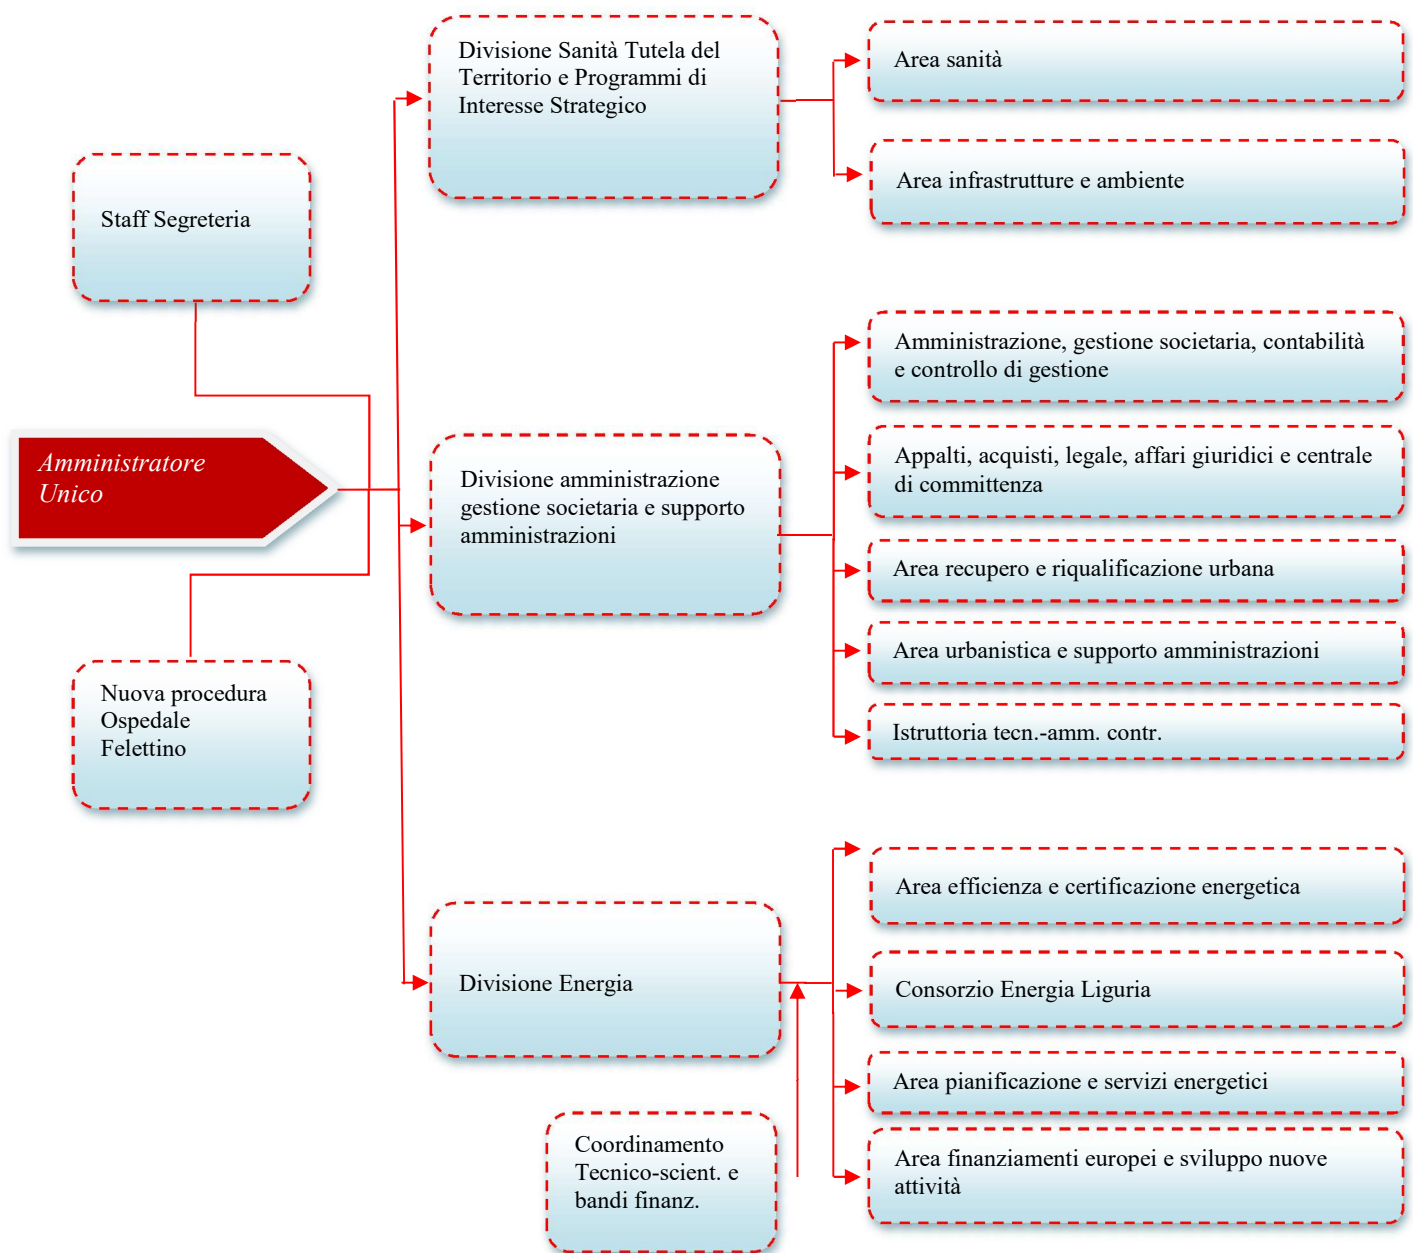 Divisione Sanità Tutela del
Territorio e Programmi di
Interesse Strategico
Area sanità
Area infrastrutture e ambiente
Staff Segreteria
Amministratore
Unico
Nuova procedura
Ospedale
Felettino
Divisione amministrazione
gestione societaria e supporto
amministrazioni
Amministrazione, gestione societaria, contabilità
e controllo di gestione
Appalti, acquisti, legale, affari giuridici e centrale
di committenza
Area recupero e riqualificazione urbana
Area urbanistica e supporto amministrazioni
Istruttoria tecn.-amm. contr.
Divisione Energia
Area efficienza e certificazione energetica
Consorzio Energia Liguria
Area pianificazione e servizi energetici
Area finanziamenti europei e sviluppo nuove
attività
Coordinamento
Tecnico-scient. e
bandi finanz.